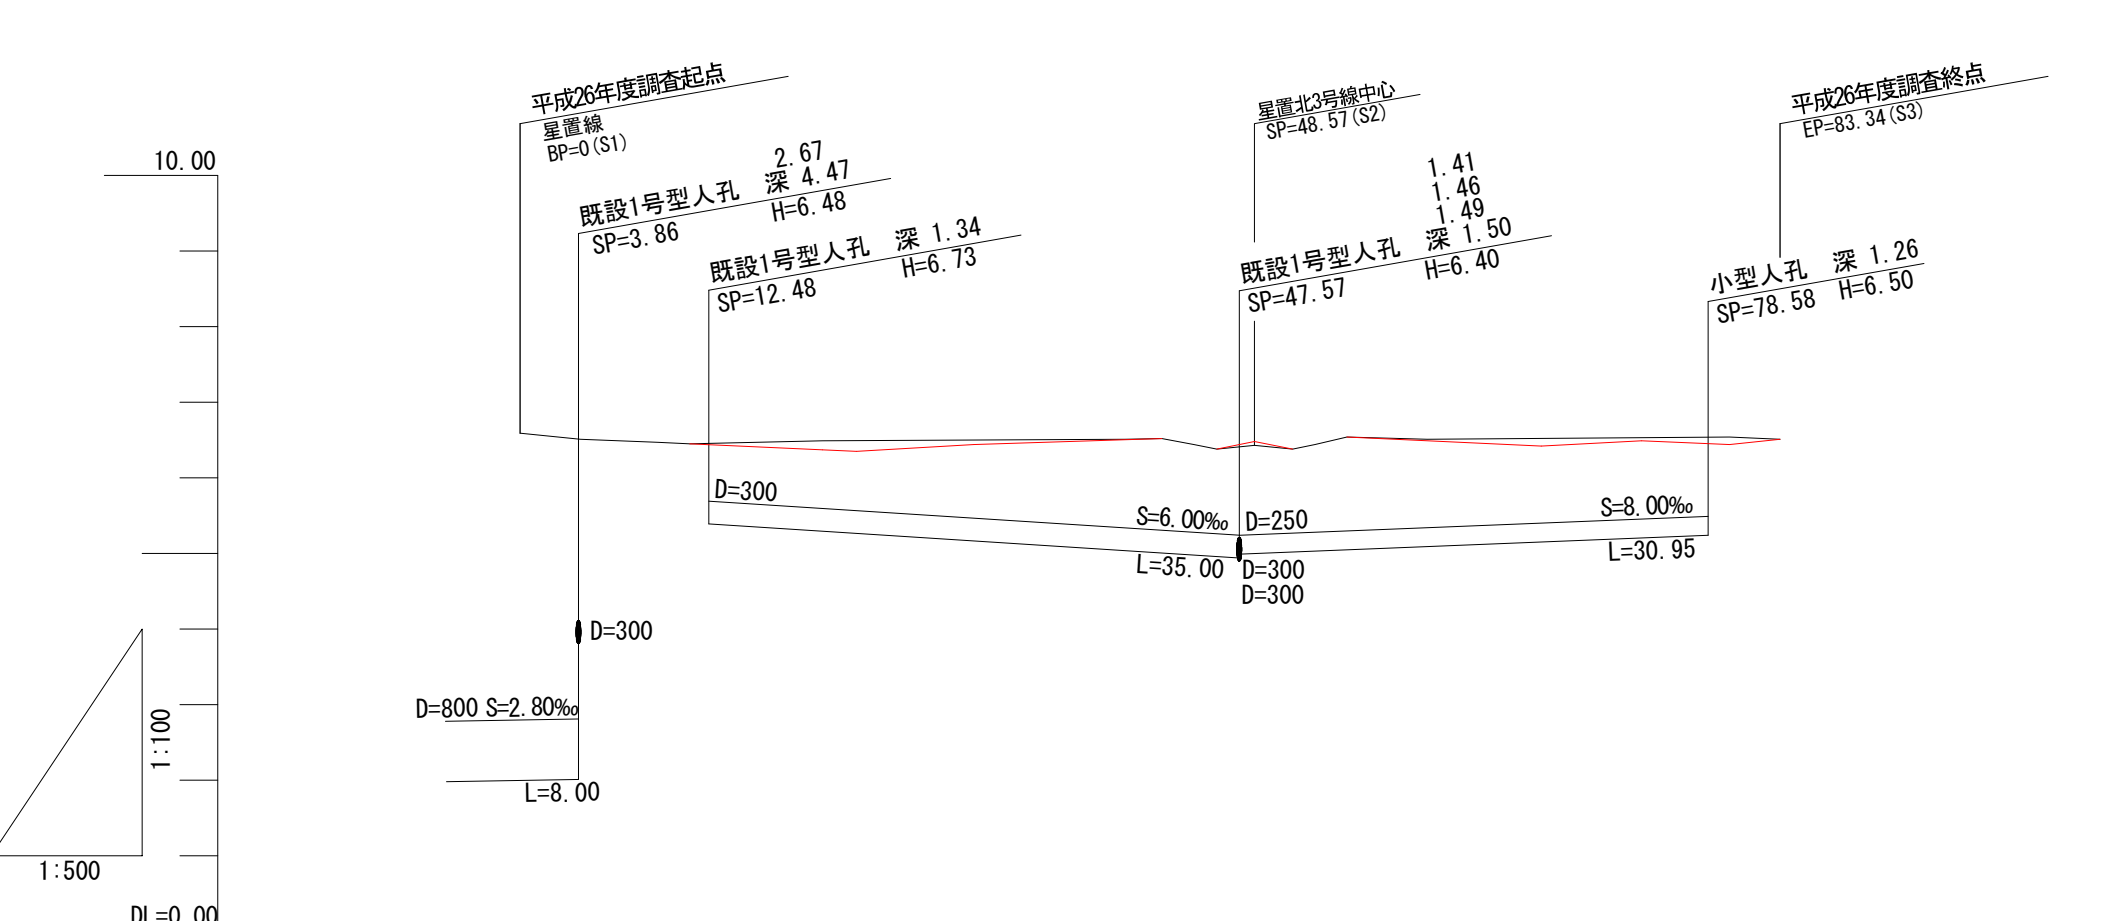 平成26年度調査起点
星置線
BP=0(S1)
10.00
2.67
既設1号型人孔 深 4.47
SP=3.86 H=6.48
既設1号型人孔 深 1.34
SP=12.48 H=6.73
星置北3号線中心
SP=48.57(S2)
1.41
1.46
1.49
既設1号型人孔 深 1.50
SP=47.57 H=6.40
平成26年度調査終点
EP=83.34(S3)
小型人孔 深 1.26
SP=78.58 H=6.50
D=300
S=6.00‰
D=250
S=8.00‰
L=35.00
D=300
D=300
L=30.95
D=300
D=800 S=2.80‰
L=8.00
1:100
1:500
DL=0.00